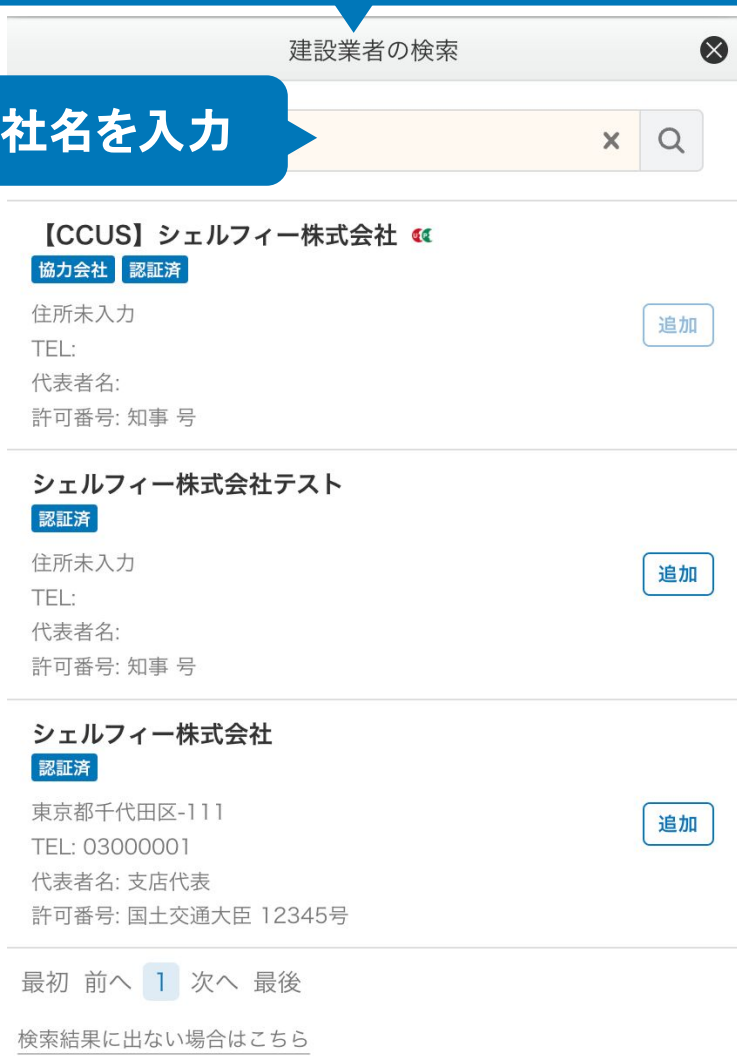 建設業者の検索
社名を入力
【CCUS】シェルフィー株式会社
協力会社 認証済
住所未入力
追加
TEL:
代表者名:
許可番号: 知事 号
シェルフィー株式会社テスト
認証済
住所未入力
追加
TEL:
代表者名:
許可番号: 知事 号
シェルフィー株式会社
認証済
東京都千代田区-111
追加
TEL: 03000001
代表者名: 支店代表
許可番号: 国土交通大臣 12345号
最初 前へ 1 次へ 最後
検索結果に出ない場合はこちら